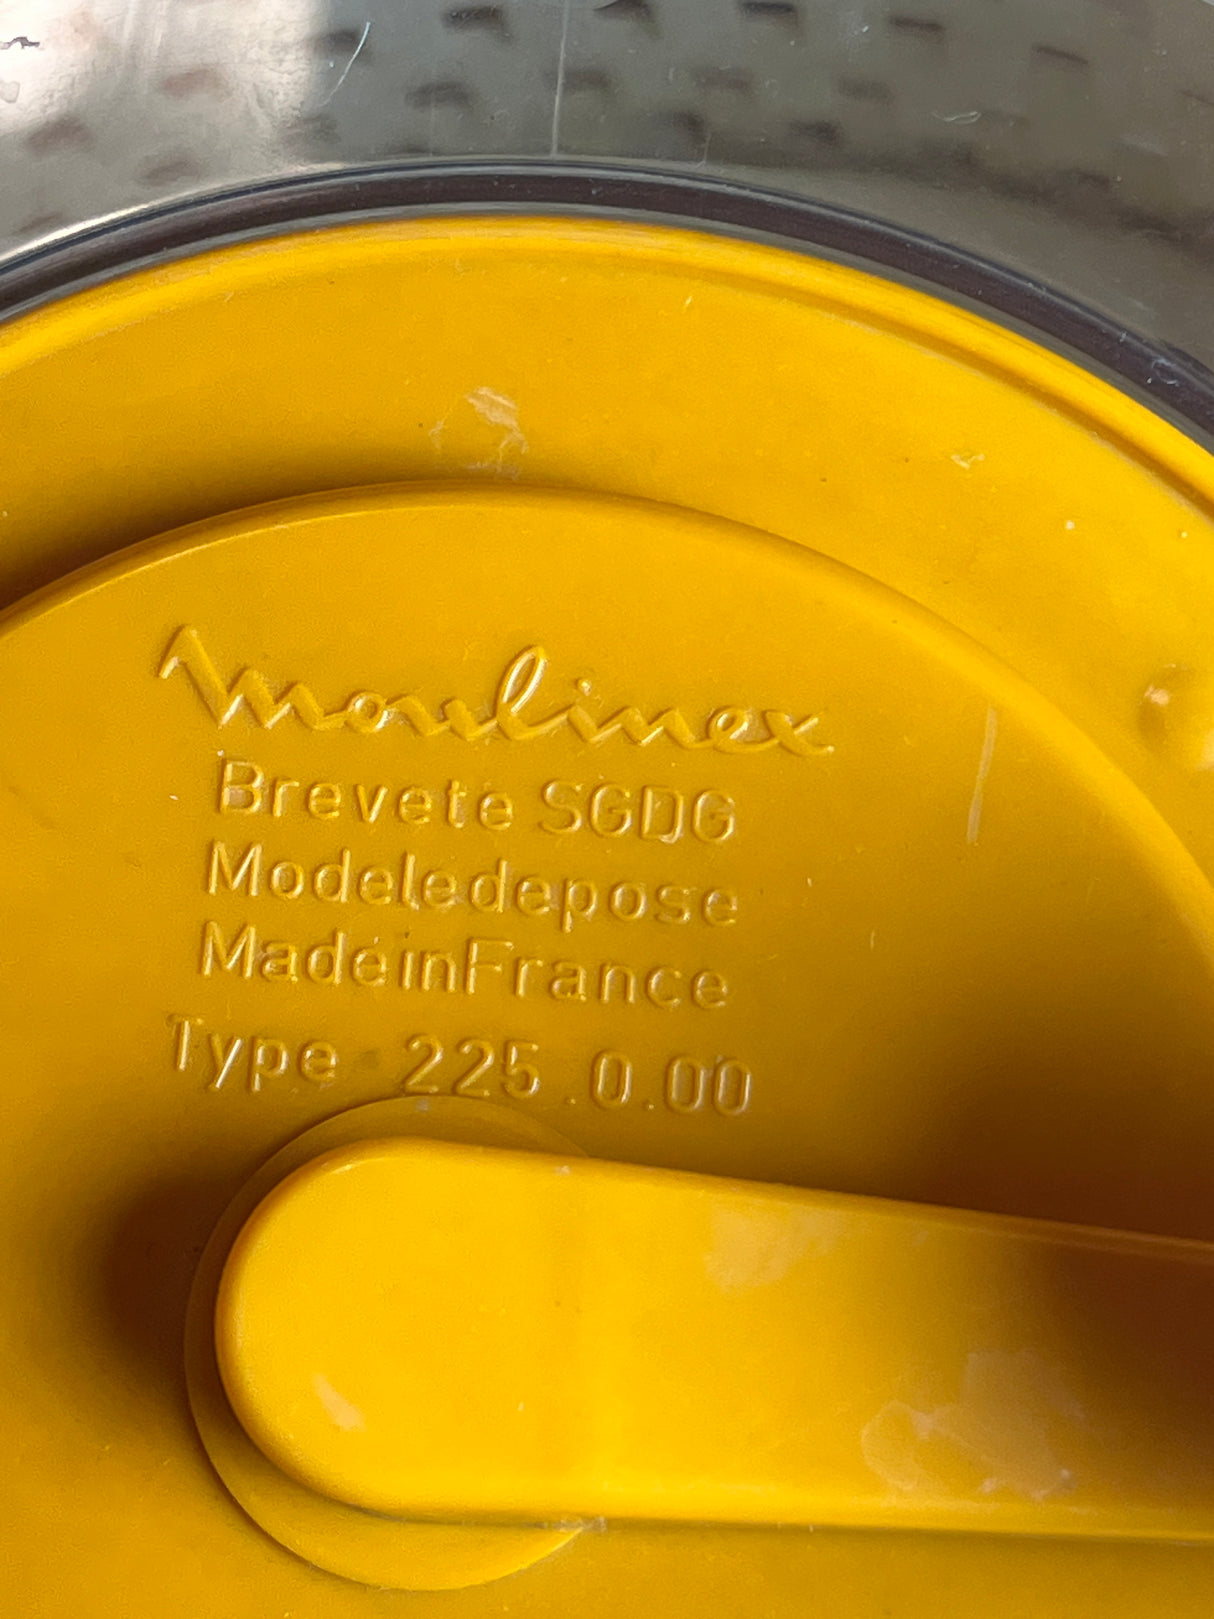 Moulinex
Brevete SGDG
Modeledepose
MadeinFrance
Type 225.0.00